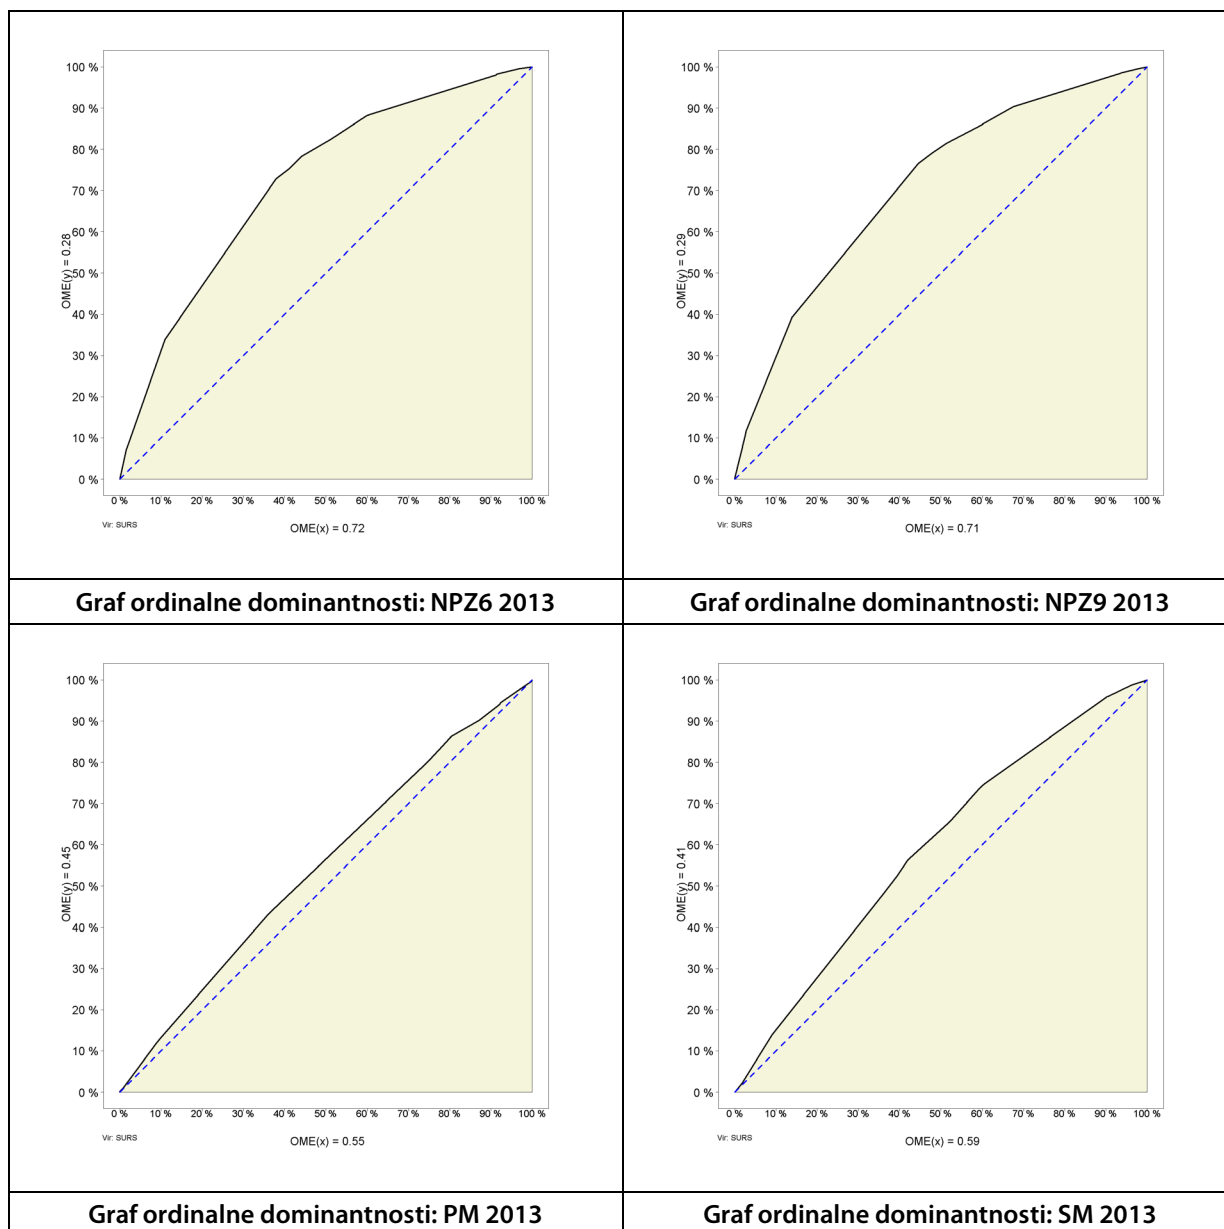 100 %
90 %
80 %
70 %
60 %
50 %
40 %
30 %
20 %
10 %
0 %
OME(y) = 0.28
0 % 10 % 20 % 30 % 40 % 50 % 60 % 70 % 80 % 90 % 100 %
Vir: SURS
OME(x) = 0.72
100 %
90 %
80 %
70 %
60 %
50 %
40 %
30 %
20 %
10 %
0 %
OME(y) = 0.29
0 % 10 % 20 % 30 % 40 % 50 % 60 % 70 % 80 % 90 % 100 %
Vir: SURS
OME(x) = 0.71
Graf ordinalne dominantnosti: NPZ6 2013
Graf ordinalne dominantnosti: NPZ9 2013
100 %
90 %
80 %
70 %
60 %
50 %
40 %
30 %
20 %
10 %
0 %
OME(y) = 0.45
0 % 10 % 20 % 30 % 40 % 50 % 60 % 70 % 80 % 90 % 100 %
Vir: SURS
OME(x) = 0.55
100 %
90 %
80 %
70 %
60 %
50 %
40 %
30 %
20 %
10 %
0 %
OME(y) = 0.41
0 % 10 % 20 % 30 % 40 % 50 % 60 % 70 % 80 % 90 % 100 %
Vir: SURS
OME(x) = 0.59
Graf ordinalne dominantnosti: PM 2013
Graf ordinalne dominantnosti: SM 2013